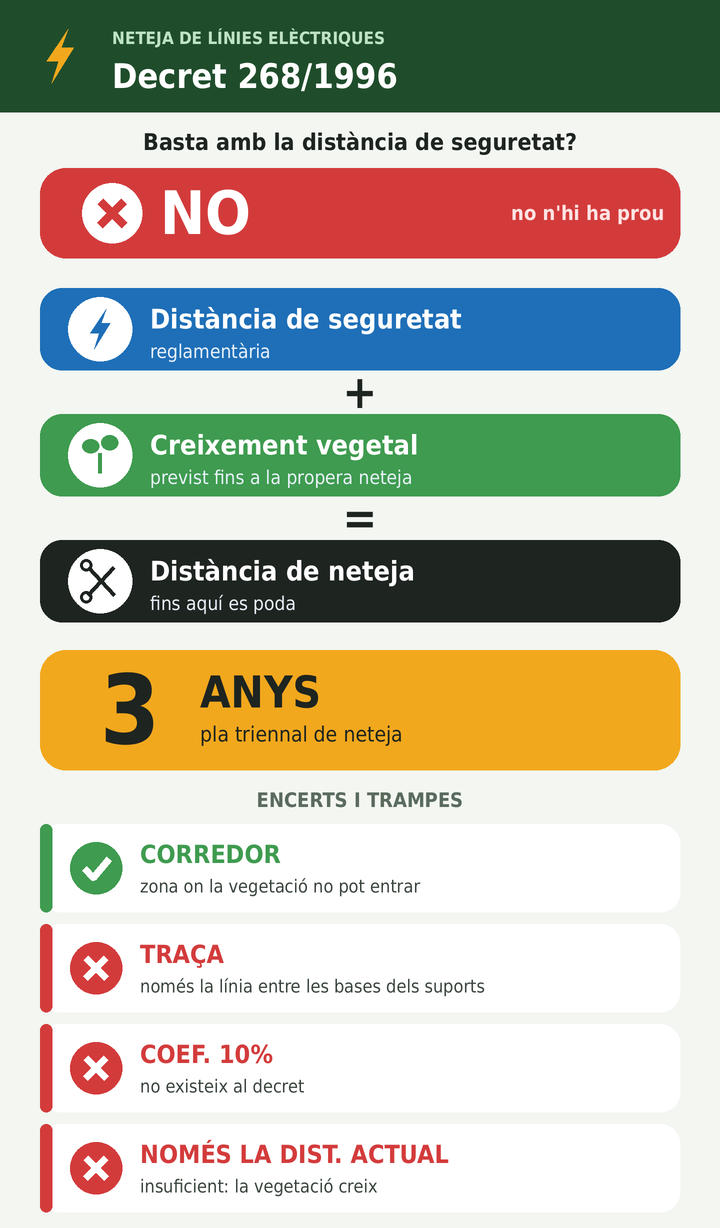 NETEJA DE LÍNIES ELÈCTRIQUES
Decret 268/1996
Basta amb la distància de seguretat?
NO
no n'hi ha prou
Distància de seguretat
reglamentària
+
Creixement vegetal
previst fins a la propera neteja
=
Distància de neteja
fins aquí es poda
3
ANYS
pla triennal de neteja
ENCERTS I TRAMPES
CORREDOR
zona on la vegetació no pot entrar
TRAÇA
només la línia entre les bases dels suports
COEF. 10%
no existeix al decret
NOMÉS LA DIST. ACTUAL
insuficient: la vegetació creix